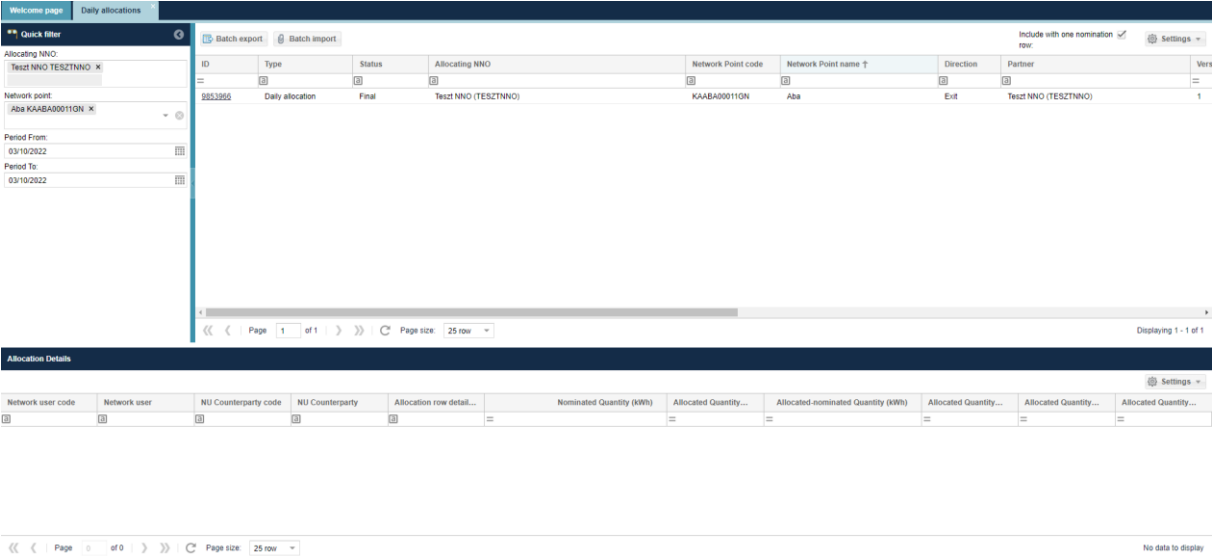 Welcome page Daily allocations ×
Quick filter
Allocating NNO:
Teszt NNO TESZTNNO ×
Network point:
Aba KAABA00011GN ×
Period From:
03/10/2022
Period To:
03/10/2022
Batch export Batch import Include with one nomination row: Settings
ID Type Status Allocating NNO Network Point code Network Point name ↑ Direction Partner Vers
= a a a a a a a =
9853966 Daily allocation Final Teszt NNO (TESZTNNO) KAABA00011GN Aba Exit Teszt NNO (TESZTNNO) 1
Page 1 of 1 Page size: 25 row Displaying 1 - 1 of 1
Allocation Details
Settings
Network user code Network user NU Counterparty code NU Counterparty Allocation row detail... Nominated Quantity (kWh) Allocated Quantity... Allocated-nominated Quantity (kWh) Allocated Quantity... Allocated Quantity... Allocated Quantity...
a a a a a = = = = = =
Page 0 of 0 Page size: 25 row No data to display